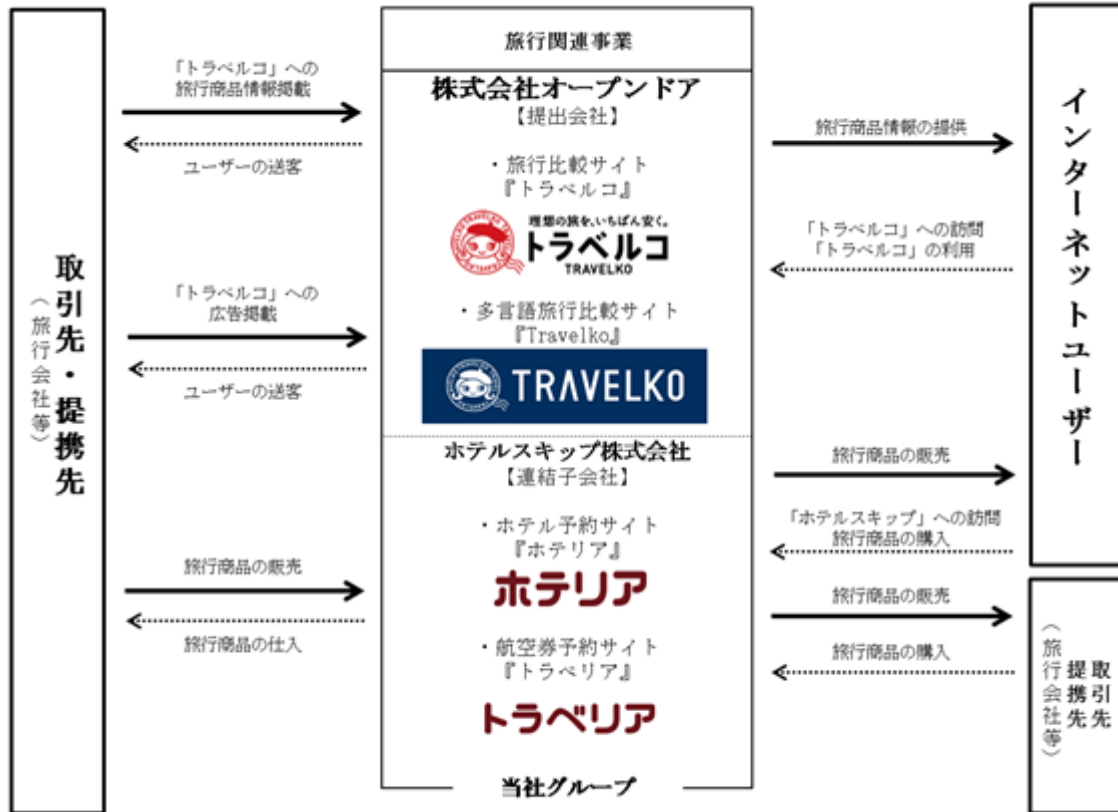 取引先・提携先
（旅行会社等）
「トラベルコ」への
旅行商品情報掲載
ユーザーの送客
「トラベルコ」への
広告掲載
ユーザーの送客
旅行商品の販売
旅行商品の仕入
旅行関連事業
株式会社オープンドア
【提出会社】
・旅行比較サイト
『トラベルコ』
理想の旅を、いちばん安く。
トラベルコ
TRAVELKO
・多言語旅行比較サイト
『Travelko』
TRAVELKO
ホテルスキップ株式会社
【連結子会社】
・ホテル予約サイト
『ホテリア』
ホテリア
・航空券予約サイト
『トラベリア』
トラベリア
当社グループ
旅行商品情報の提供
「トラベルコ」への訪問
「トラベルコ」の利用
旅行商品の販売
「ホテルスキップ」への訪問
旅行商品の購入
旅行商品の販売
旅行商品の購入
インターネットユーザー
取引先
提携先
（旅行会社等）